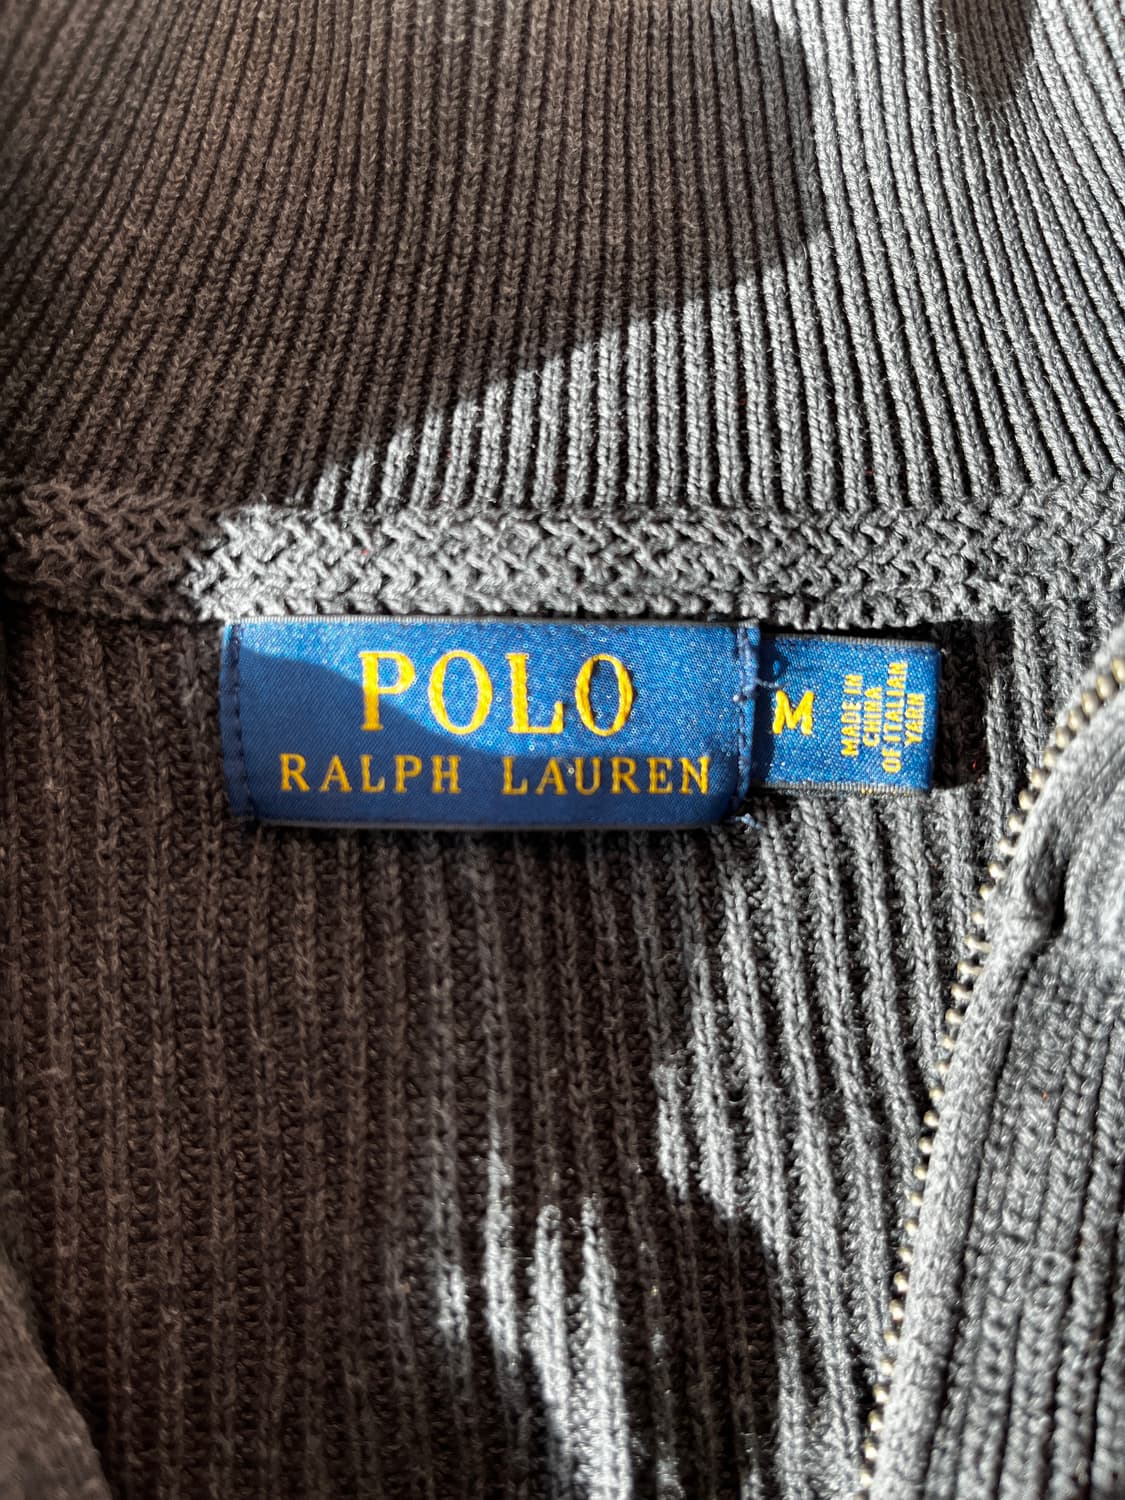 POLO
RALPH LAUREN
M
MADE IN
CHINA
OF ITALIAN
YARN